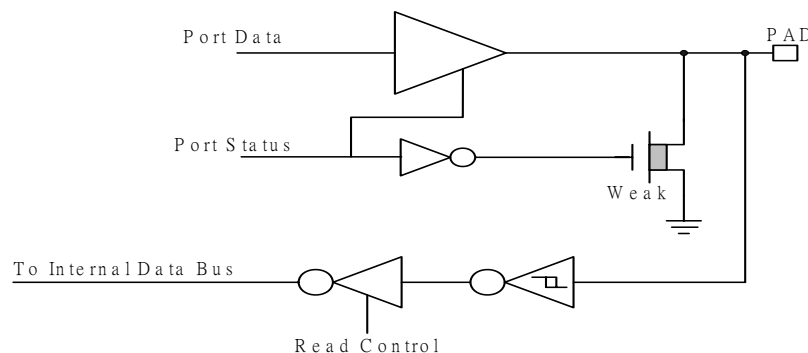 Port Data
PAD
Port Status
Weak
To Internal Data Bus
Read Control